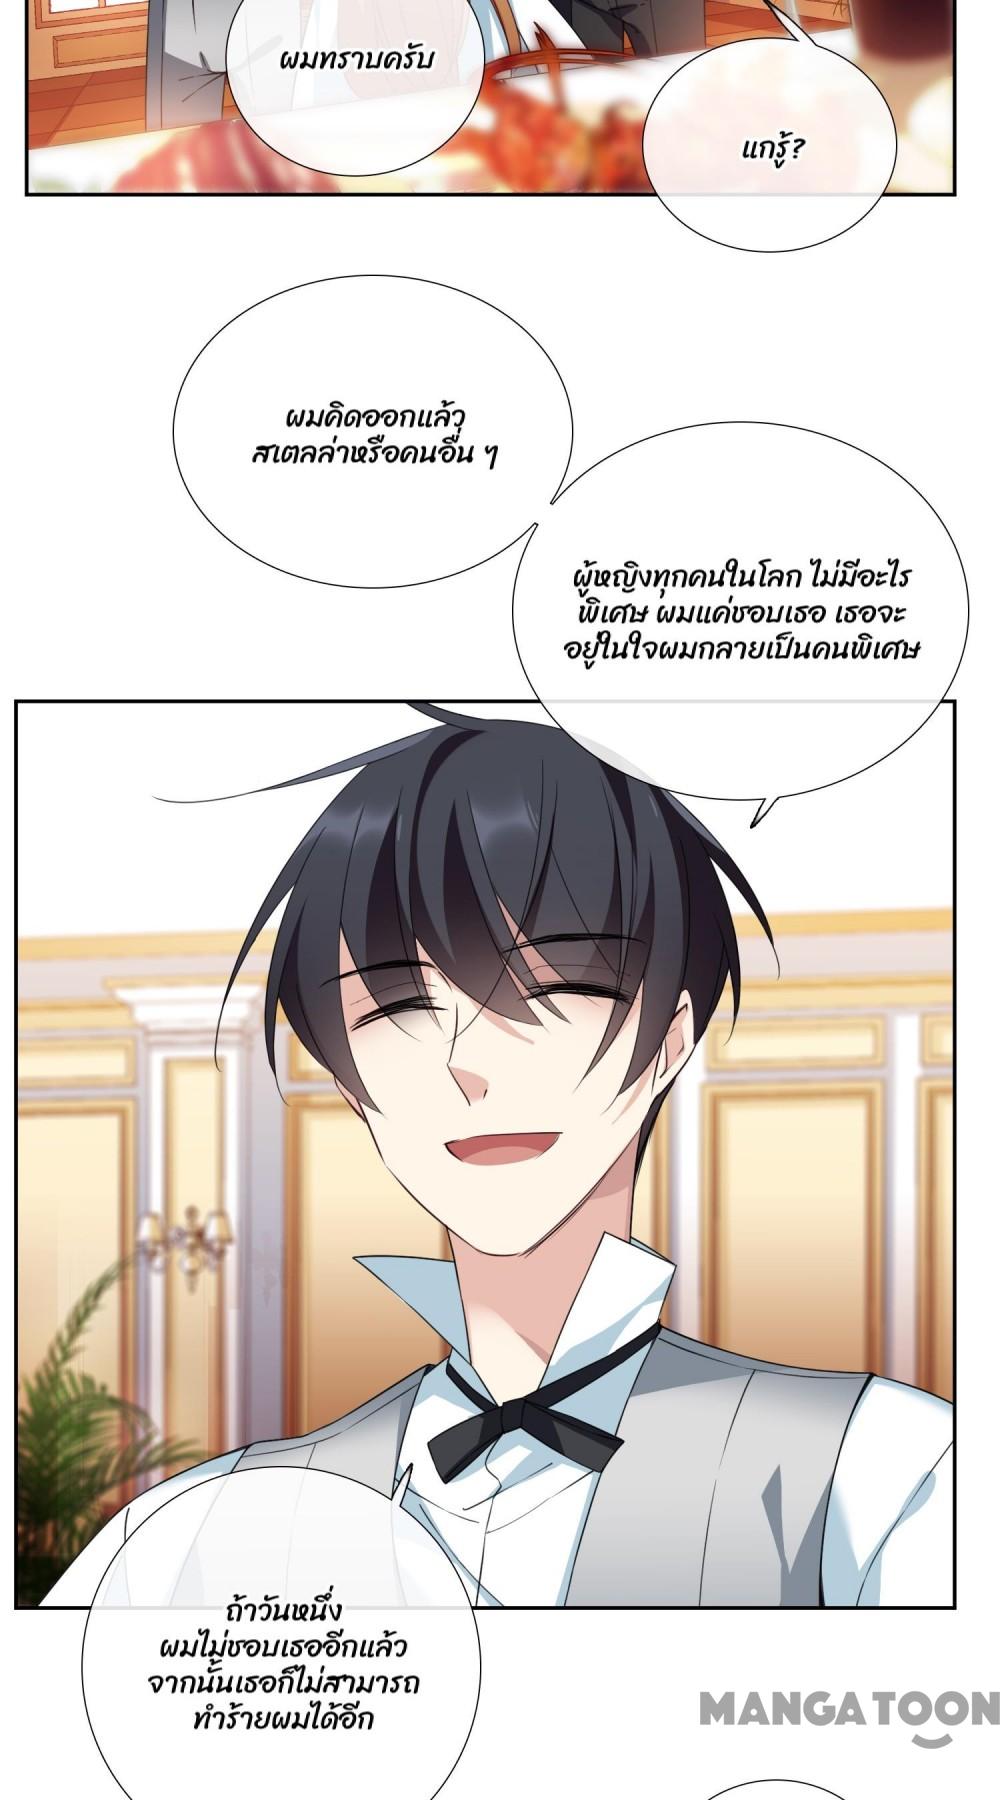 ผมทราบครับ
แกรู้?
ผมคิดออกแล้ว
สเตลล่าหรือคนอื่น ๆ
ผู้หญิงทุกคนในโลก ไม่มีอะไร
พิเศษ ผมแค่ชอบเธอ เธอจะ
อยู่ในใจผมกลายเป็นคนพิเศษ
ถ้าวันหนึ่ง
ผมไม่ชอบเธออีกแล้ว
จากนั้นเธอก็ไม่สามารถ
ทำร้ายผมได้อีก
MANGATOON